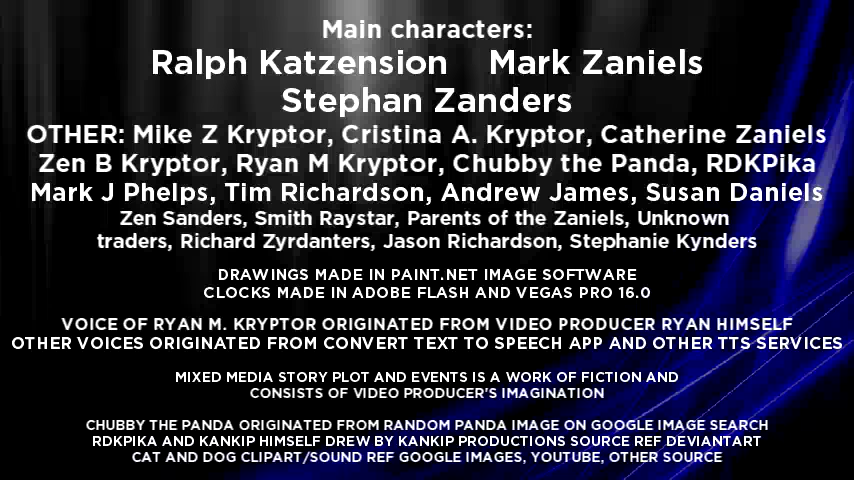 Main characters:
Ralph Katzension Mark Zaniels
Stephan Zanders
OTHER: Mike Z Kryptor, Cristina A. Kryptor, Catherine Zaniels
Zen B Kryptor, Ryan M Kryptor, Chubby the Panda, RDKPika
Mark J Phelps, Tim Richardson, Andrew James, Susan Daniels
Zen Sanders, Smith Raystar, Parents of the Zaniels, Unknown
traders, Richard Zyrdanters, Jason Richardson, Stephanie Kynders
DRAWINGS MADE IN PAINT.NET IMAGE SOFTWARE
CLOCKS MADE IN ADOBE FLASH AND VEGAS PRO 16.0
VOICE OF RYAN M. KRYPTOR ORIGINATED FROM VIDEO PRODUCER RYAN HIMSELF
OTHER VOICES ORIGINATED FROM CONVERT TEXT TO SPEECH APP AND OTHER TTS SERVICES
MIXED MEDIA STORY PLOT AND EVENTS IS A WORK OF FICTION AND
CONSISTS OF VIDEO PRODUCER'S IMAGINATION
CHUBBY THE PANDA ORIGINATED FROM RANDOM PANDA IMAGE ON GOOGLE IMAGE SEARCH
RDKPIKA AND KANKIP HIMSELF DREW BY KANKIP PRODUCTIONS SOURCE REF DEVIANTART
CAT AND DOG CLIPART/SOUND REF GOOGLE IMAGES, YOUTUBE, OTHER SOURCE